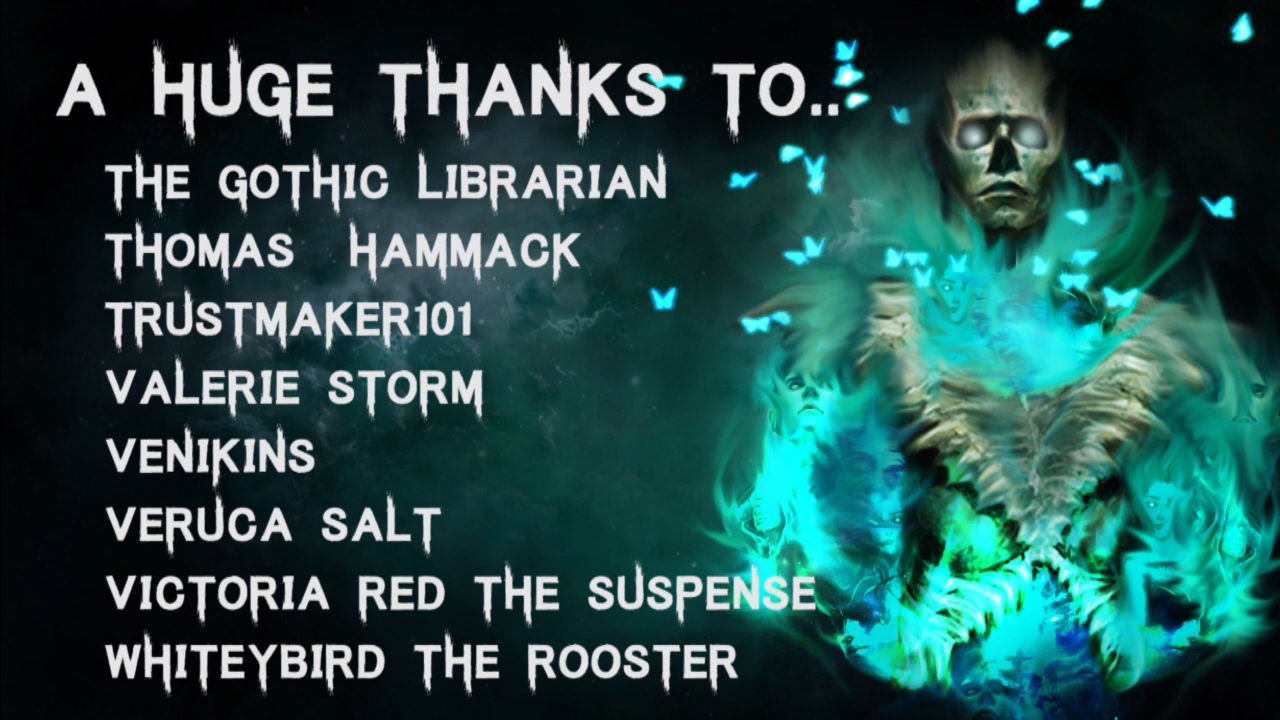 A HUGE THANKS TO..
THE GOTHIC LIBRARIAN
THOMAS HAMMACK
TRUSTMAKER101
VALERIE STORM
VENIKINS
VERUCA SALT
VICTORIA RED THE SUSPENSE
WHITEYBIRD THE ROOSTER